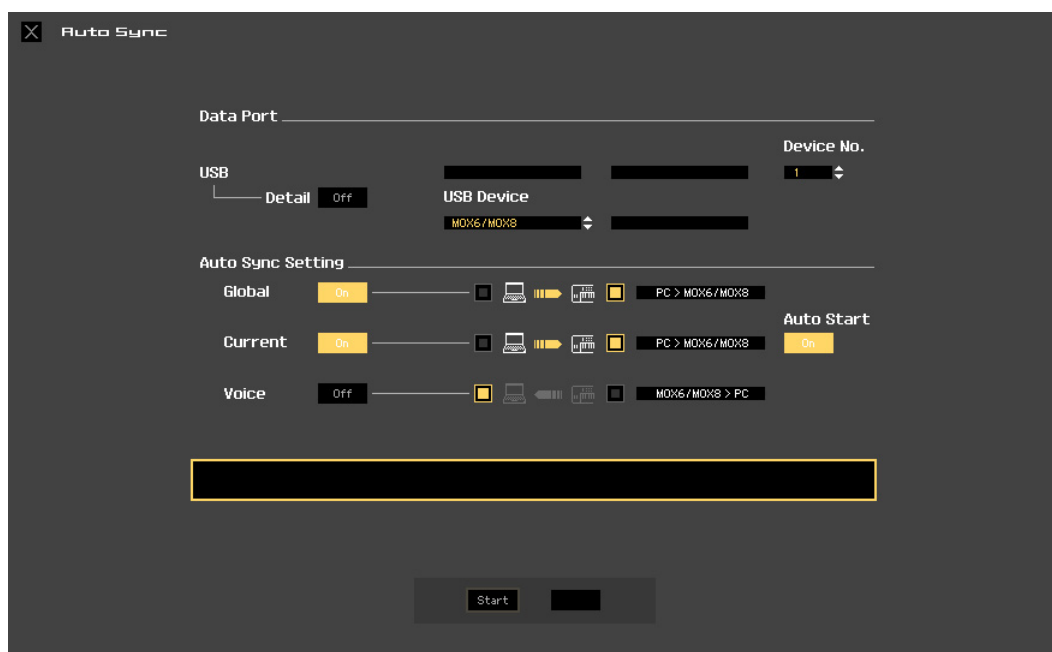 Auto Sync
Data Port
Device No.
USB
1
Detail Off
USB Device
MOX6/MOX8
Auto Sync Setting
Global On PC > MOX6/MOX8
Auto Start
Current On PC > MOX6/MOX8 On
Voice Off MOX6/MOX8 > PC
Start